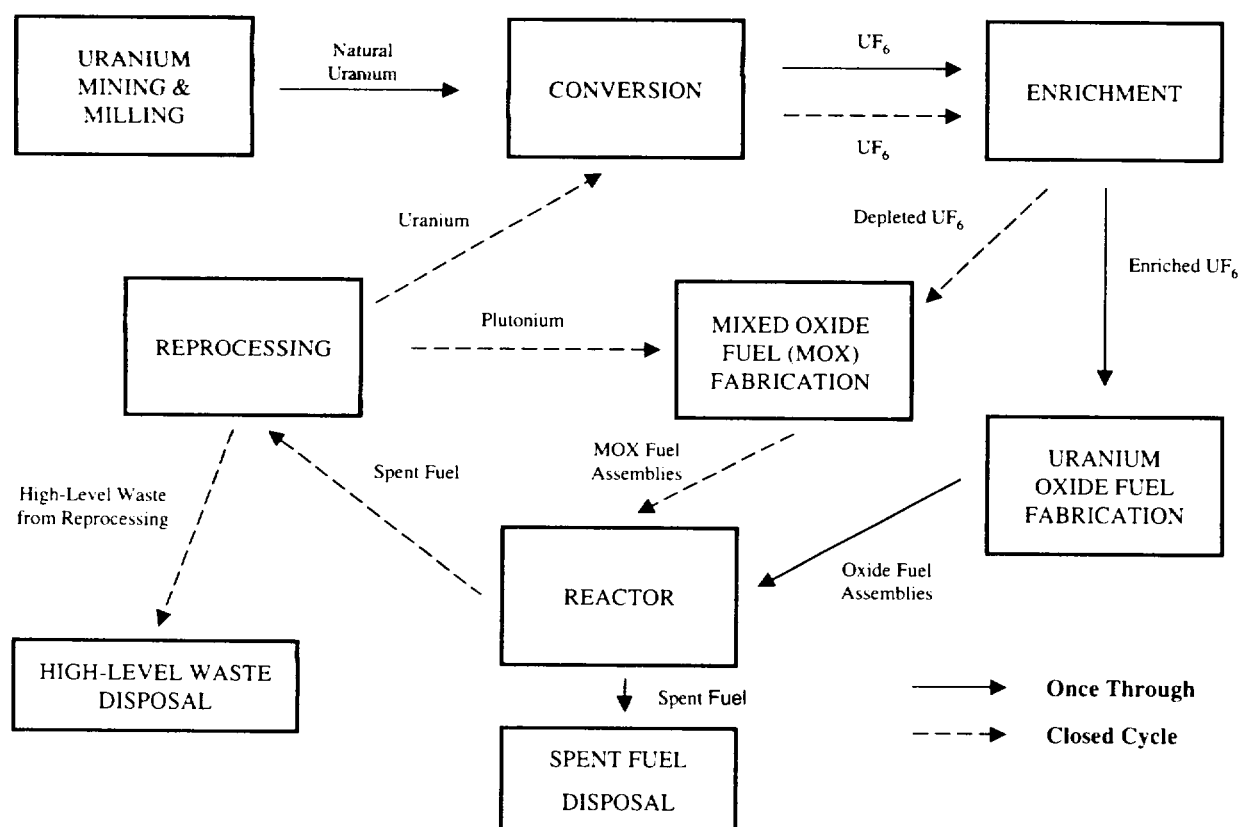 URANIUM
MINING &
MILLING
Natural
Uranium
CONVERSION
UF₆
UF₆
ENRICHMENT
Uranium
Depleted UF₆
Enriched UF₆
REPROCESSING
Plutonium
MIXED OXIDE
FUEL (MOX)
FABRICATION
High-Level Waste
from Reprocessing
Spent Fuel
MOX Fuel
Assemblies
URANIUM
OXIDE FUEL
FABRICATION
REACTOR
Oxide Fuel
Assemblies
HIGH-LEVEL WASTE
DISPOSAL
Spent Fuel
SPENT FUEL
DISPOSAL
Once Through
Closed Cycle